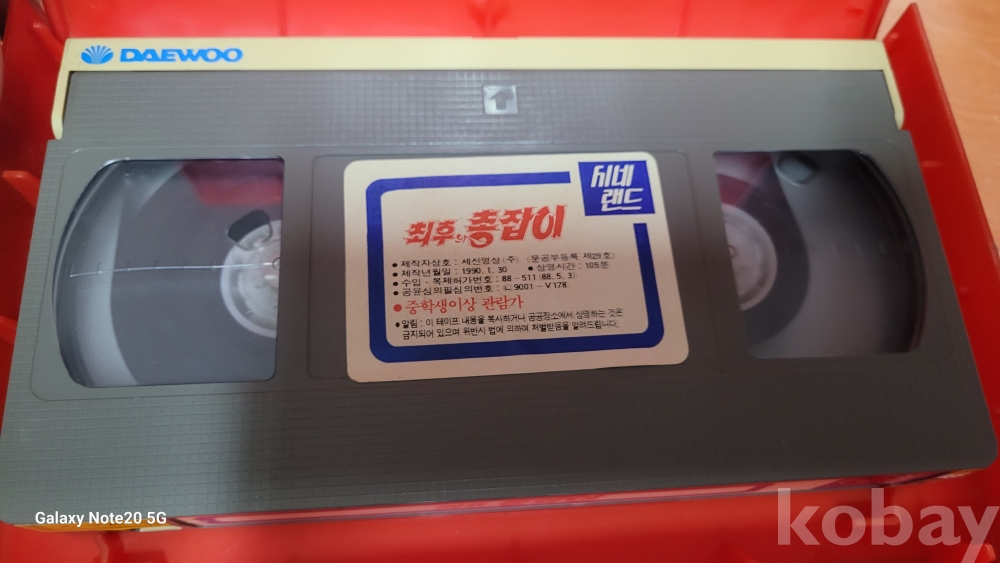 DAEWOO
씨네
랜드
최후의 총잡이
● 제작자상호 : 세신영상(주) (문공부등록 제29호)
● 제작년월일 : 1990. 1. 30 ● 상영시간 : 105분
● 수입·복제허가번호 : 88-511(88. 5. 3)
● 공윤심의필심의번호 : 9001-V178
● 중학생이상 관람가
● 알림 : 이 테이프 내용을 복사하거나 공공장소에서 상영하는 것은
금지되어 있으며 위반시 법에 의하며 처벌받음을 알려드립니다.
Galaxy Note20 5G
kobay